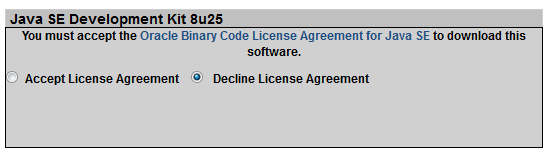 Java SE Development Kit 8u25
You must accept the Oracle Binary Code License Agreement for Java SE to download this
software.
Accept License Agreement Decline License Agreement